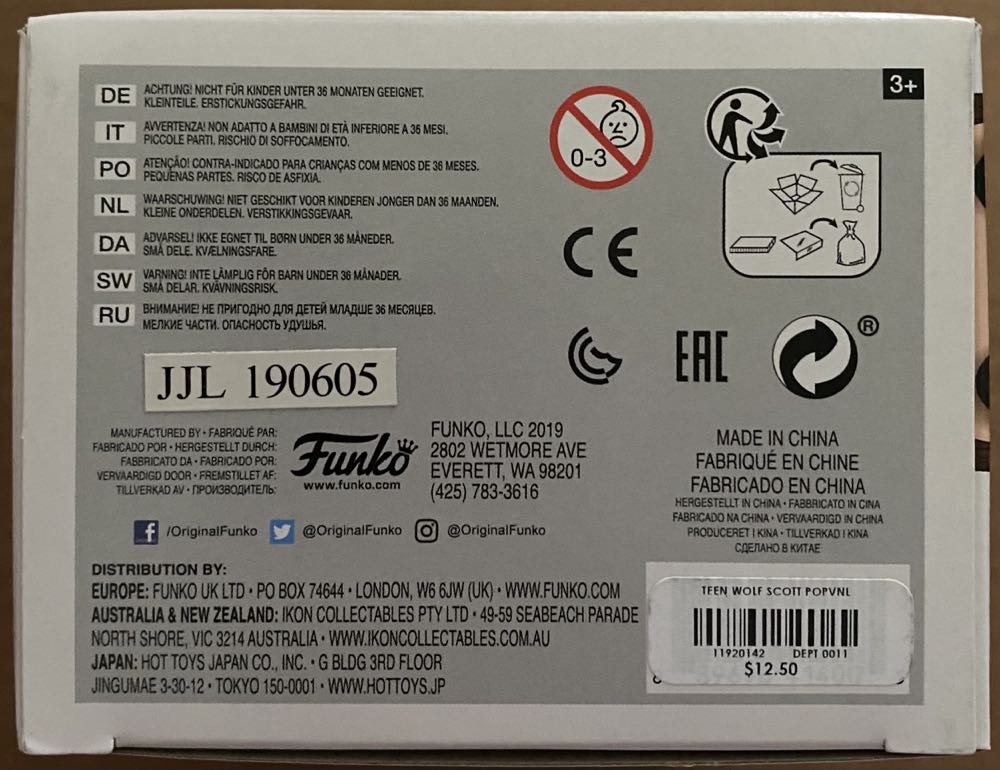 3+
DE ACHTUNG! NICHT FÜR KINDER UNTER 36 MONATEN GEEIGNET.
KLEINTEILE. ERSTICKUNGSGEFAHR.
IT AVVERTENZA! NON ADATTO A BAMBINI DI ETÀ INFERIORE A 36 MESI.
PICCOLE PARTI. RISCHIO DI SOFFOCAMENTO.
PO ATENÇÃO! CONTRA-INDICADO PARA CRIANÇAS COM MENOS DE 36 MESES.
PEQUENAS PARTES. RISCO DE ASFIXIA.
NL WAARSCHUWING! NIET GESCHIKT VOOR KINDEREN JONGER DAN 36 MAANDEN.
KLEINE ONDERDELEN. VERSTIKKINGSGEVAAR.
DA ADVARSEL! IKKE EGNET TIL BØRN UNDER 36 MÅNEDER.
SMÅ DELE. KVÆLNINGSFARE.
SW VARNING! INTE LÄMPLIG FÖR BARN UNDER 36 MÅNADER.
SMÅ DELAR. KVÄVNINGSRISK.
RU ВНИМАНИЕ! НЕ ПРИГОДНО ДЛЯ ДЕТЕЙ МЛАДШЕ 36 МЕСЯЦЕВ.
МЕЛКИЕ ЧАСТИ. ОПАСНОСТЬ УДУШЬЯ.
0-3
CE
EAC
®
JJL 190605
MANUFACTURED BY • FABRIQUÉ PAR:
FABRICADO POR • HERGESTELLT DURCH:
FABBRICATO DA • FABRICADO POR:
VERVAARDIGD DOOR • FREMSTILLET AF:
TILLVERKAD AV • ПРОИЗВОДИТЕЛЬ:
Funko
www.funko.com
FUNKO, LLC 2019
2802 WETMORE AVE
EVERETT, WA 98201
(425) 783-3616
MADE IN CHINA
FABRIQUÉ EN CHINE
FABRICADO EN CHINA
HERGESTELLT IN CHINA • FABBRICATO IN CINA
FABRICADO NA CHINA • VERVAARDIGD IN CHINA
PRODUCERET I KINA • TILLVERKAD I KINA
СДЕЛАНО В КИТАЕ
f /OriginalFunko @OriginalFunko @OriginalFunko
DISTRIBUTION BY:
EUROPE: FUNKO UK LTD • PO BOX 74644 • LONDON, W6 6JW (UK) • WWW.FUNKO.COM
AUSTRALIA & NEW ZEALAND: IKON COLLECTABLES PTY LTD • 49-59 SEABEACH PARADE
NORTH SHORE, VIC 3214 AUSTRALIA • WWW.IKONCOLLECTABLES.COM.AU
JAPAN: HOT TOYS JAPAN CO., INC. • G BLDG 3RD FLOOR
JINGUMAE 3-30-12 • TOKYO 150-0001 • WWW.HOTTOYS.JP
TEEN WOLF SCOTT POPVNL
11920142 DEPT 0011
$12.50